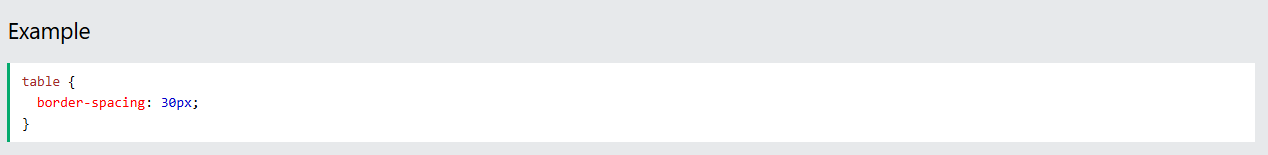 Example
table {
  border-spacing: 30px;
}